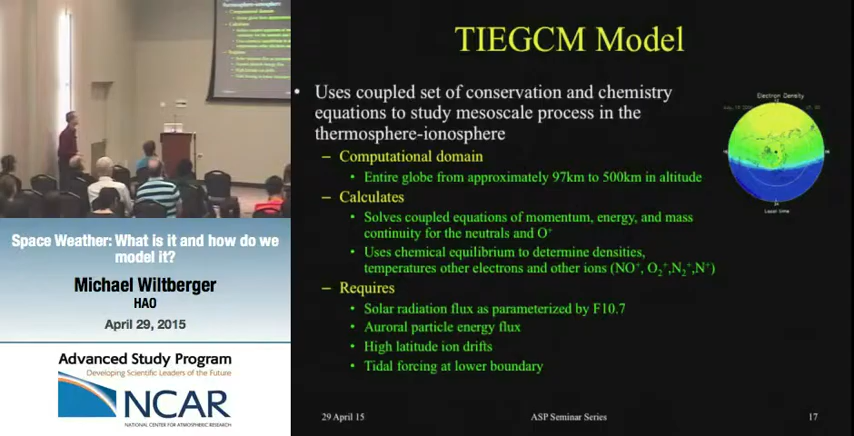 Space Weather: What is it and how do we
model it?
Michael Wiltberger
HAO
April 29, 2015
Advanced Study Program
Developing Scientific Leaders of the Future
NCAR
NATIONAL CENTER FOR ATMOSPHERIC RESEARCH
TIEGCM Model
• Uses coupled set of conservation and chemistry
equations to study mesoscale process in the
thermosphere-ionosphere
– Computational domain
• Entire globe from approximately 97km to 500km in altitude
– Calculates
• Solves coupled equations of momentum, energy, and mass
continuity for the neutrals and O⁺
• Uses chemical equilibrium to determine densities,
temperatures other electrons and other ions (NO⁺, O₂⁺,N₂⁺,N⁺)
– Requires
• Solar radiation flux as parameterized by F10.7
• Auroral particle energy flux
• High latitude ion drifts
• Tidal forcing at lower boundary
Electron Density
Local time
29 April 15
ASP Seminar Series
17